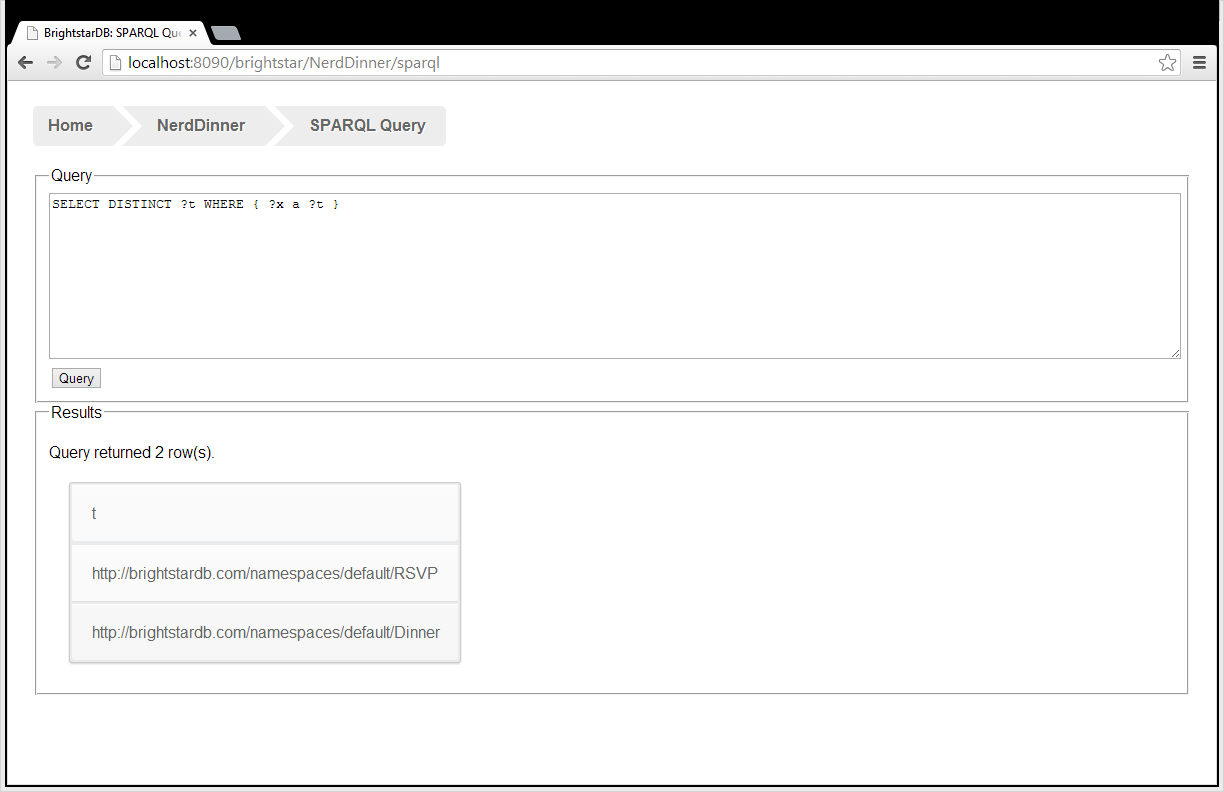 BrightstarDB: SPARQL Qu
localhost:8090/brightstar/NerdDinner/sparql
Home NerdDinner SPARQL Query
Query
SELECT DISTINCT ?t WHERE { ?x a ?t }
Query
Results
Query returned 2 row(s).
t
http://brightstardb.com/namespaces/default/RSVP
http://brightstardb.com/namespaces/default/Dinner